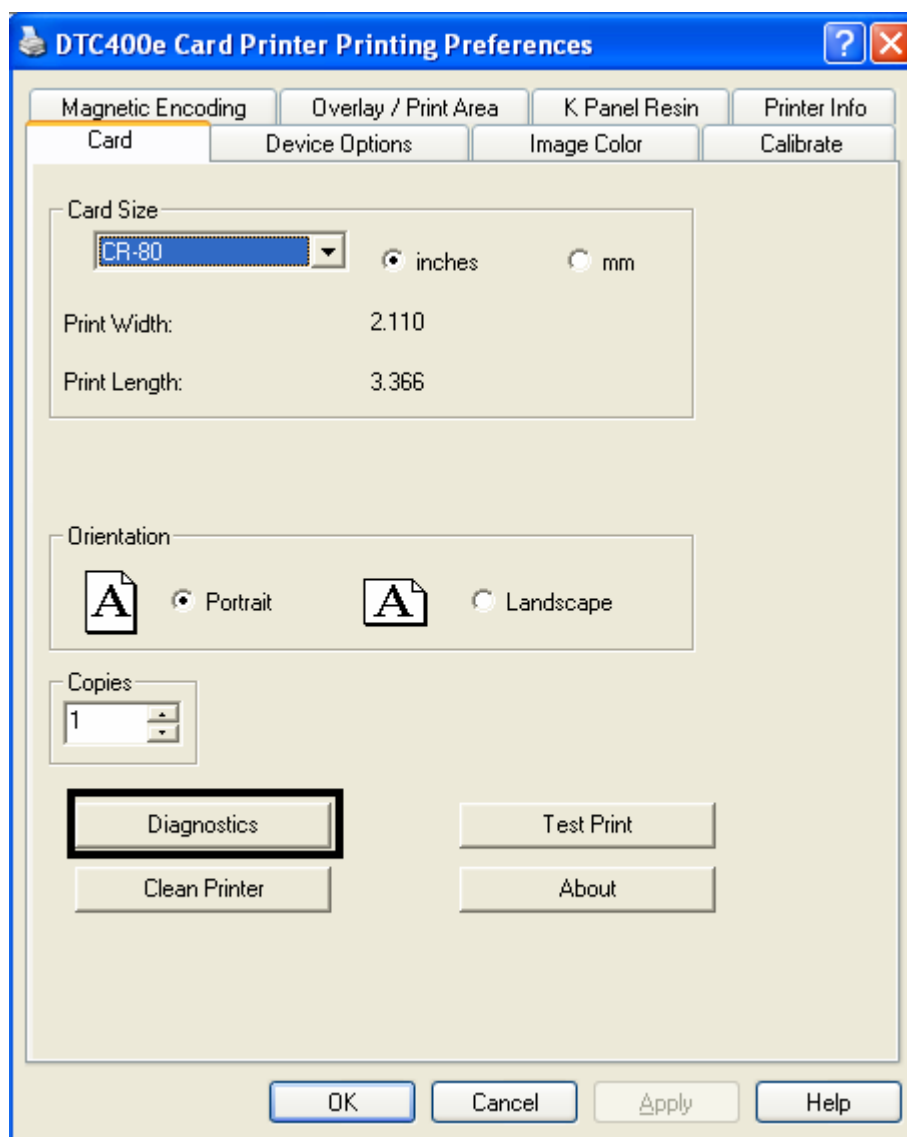 DTC400e Card Printer Printing Preferences
Magnetic Encoding Overlay / Print Area K Panel Resin Printer Info
Card Device Options Image Color Calibrate
Card Size
CR-80 inches mm
Print Width: 2.110
Print Length: 3.366
Orientation
A Portrait A Landscape
Copies
1
Diagnostics Test Print
Clean Printer About
OK Cancel Apply Help